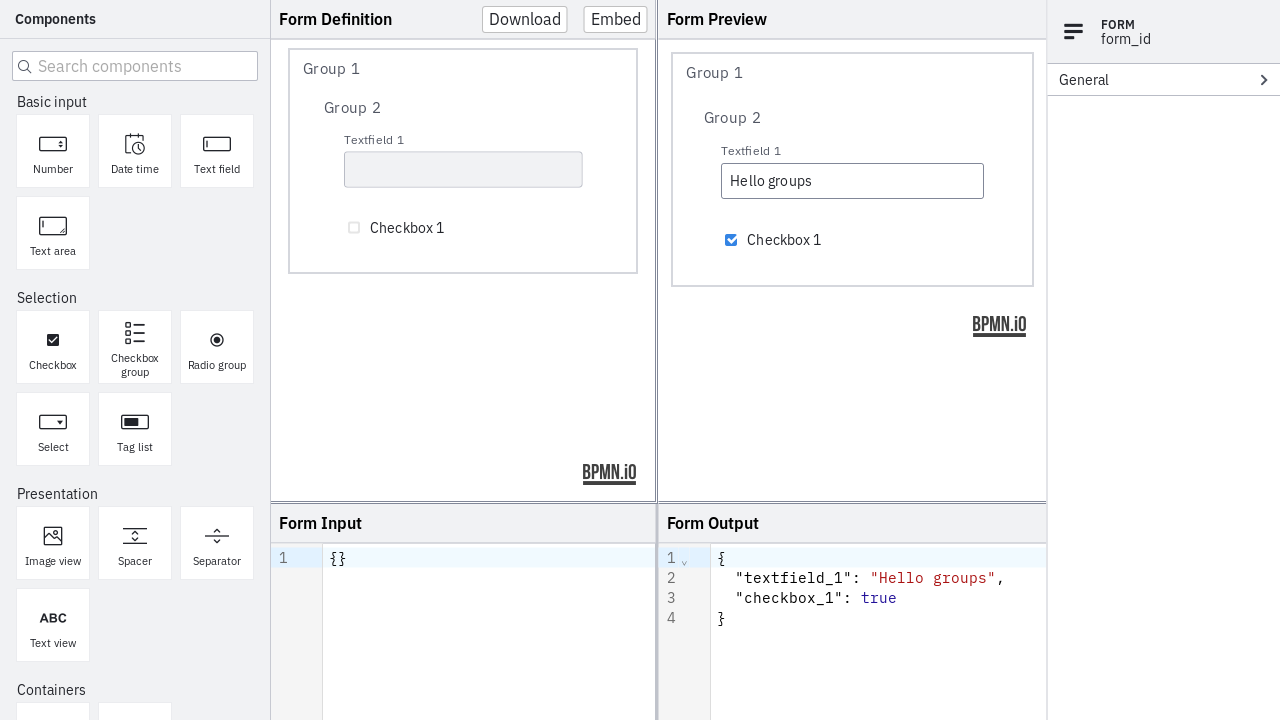 Components
Search components
Basic input
Number
Date time
Text field
Text area
Selection
Checkbox
Checkbox
group
Radio group
Select
Tag list
Presentation
Image view
Spacer
Separator
ABC
Text view
Containers
Form Definition
Download
Embed
Group 1
Group 2
Textfield 1
Checkbox 1
BPMN.iO
Form Preview
Group 1
Group 2
Textfield 1
Hello groups
Checkbox 1
BPMN.iO
Form Input
1 {}
Form Output
1 {
2 "textfield_1": "Hello groups",
3 "checkbox_1": true
4 }
FORM
form_id
General